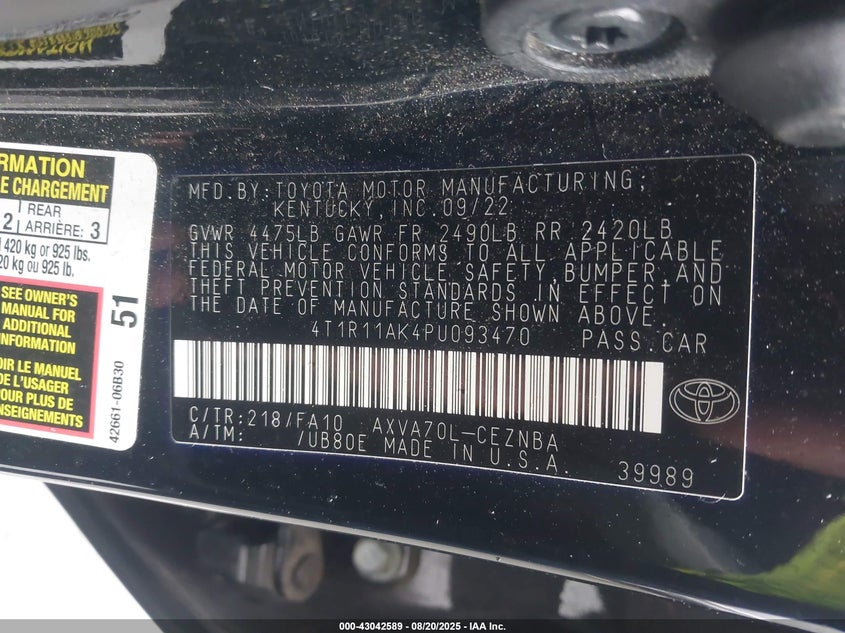 RMATION
E CHARGEMENT
2 REAR ARRIÈRE: 3
420 kg or 925 lbs.
20 kg ou 925 lb.
SEE OWNER'S
MANUAL FOR
ADDITIONAL
INFORMATION
OIR LE MANUEL
DE L'USAGER
POUR PLUS DE
ENSEIGNEMENTS
51
42661-06B30
MFD.BY:TOYOTA MOTOR MANUFACTURING,
KENTUCKY,INC.09/22
GVWR 4475LB GAWR FR 2490LB RR 2420LB
THIS VEHICLE CONFORMS TO ALL APPLICABLE
FEDERAL MOTOR VEHICLE SAFETY,BUMPER,AND
THEFT PREVENTION STANDARDS IN EFFECT ON
THE DATE OF MANUFACTURE SHOWN ABOVE.
4T1R11AK4PU093470 PASS.CAR
C/TR:218/FA10 AXVA70L-CEZNBA
A/TM: /UB80E MADE IN U.S.A.
39989
000-43042589 - 08/20/2025 - IAA Inc.